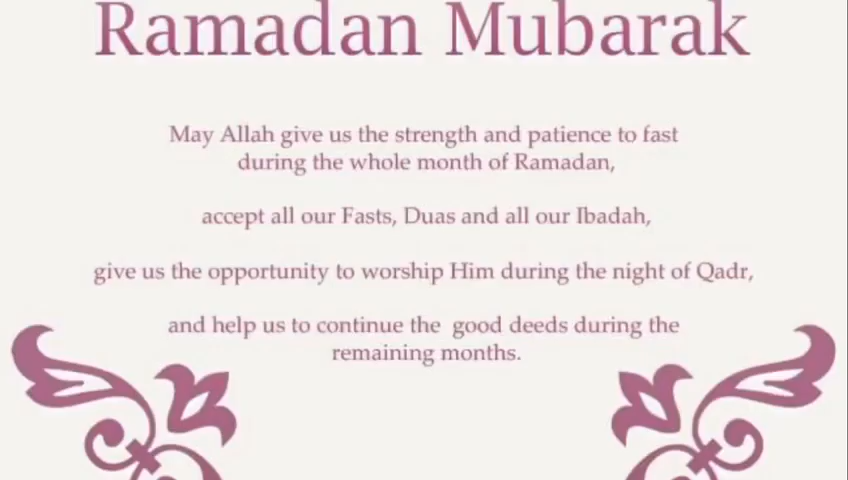 Ramadan Mubarak
May Allah give us the strength and patience to fast
during the whole month of Ramadan,
accept all our Fasts, Duas and all our Ibadah,
give us the opportunity to worship Him during the night of Qadr,
and help us to continue the good deeds during the
remaining months.